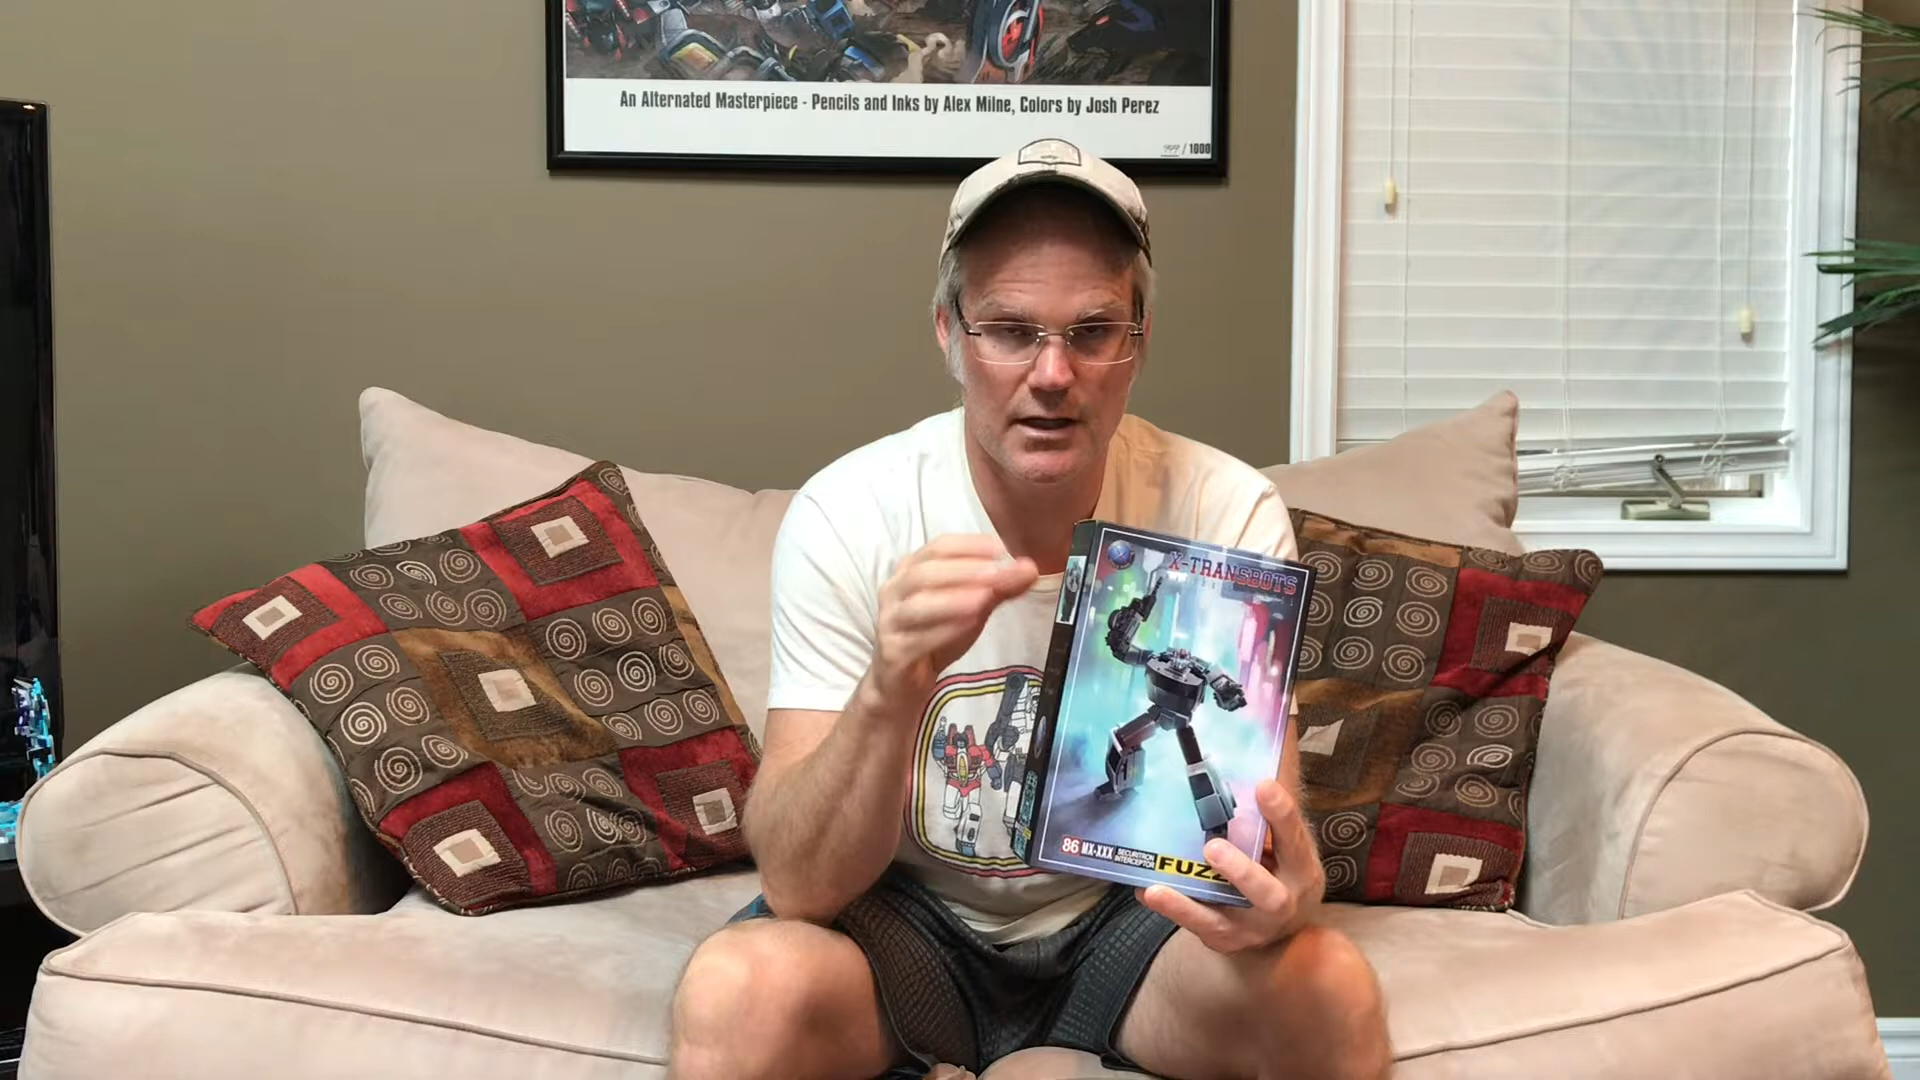 An Alternated Masterpiece - Pencils and Inks by Alex Milne, Colors by Josh Perez
/ 1000
X-TRANSBOTS
86 MX-XXX SECURITRON INTERCEPTOR FUZZ